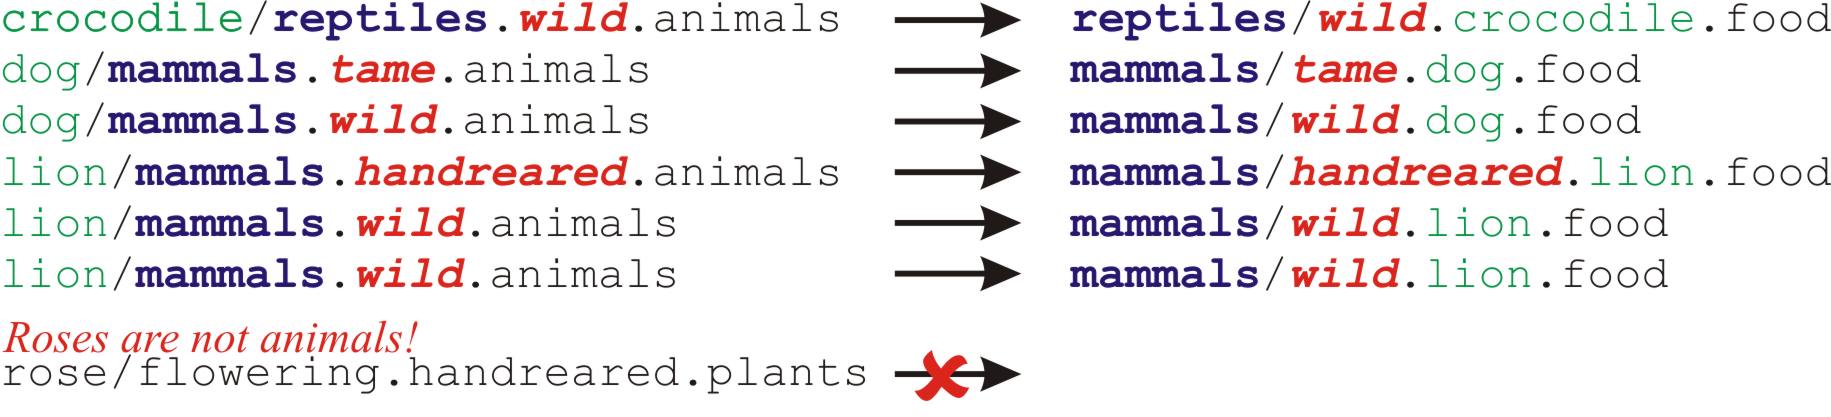 crocodile/reptiles.wild.animals reptiles/wild.crocodile.food
dog/mammals.tame.animals mammals/tame.dog.food
dog/mammals.wild.animals mammals/wild.dog.food
lion/mammals.handreared.animals mammals/handreared.lion.food
lion/mammals.wild.animals mammals/wild.lion.food
lion/mammals.wild.animals mammals/wild.lion.food
Roses are not animals!
rose/flowering.handreared.plants